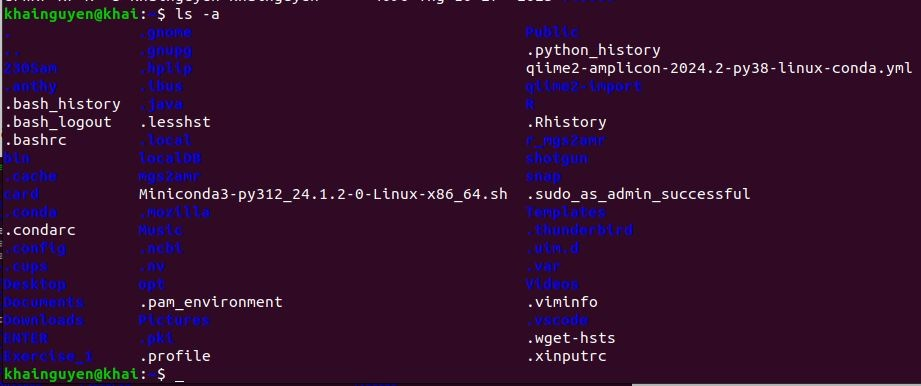 khainguyen@khai:~$ ls -a
. .gnome Public
.. .gnupg .python_history
230Sam .hplip qiime2-amplicon-2024.2-py38-linux-conda.yml
.anthy .ibus qiime2-import
.bash_history .java R
.bash_logout .lesshst .Rhistory
.bashrc .local r_mgs2amr
bin localDB shotgun
.cache mgs2amr snap
card Miniconda3-py312_24.1.2-0-Linux-x86_64.sh .sudo_as_admin_successful
.conda .mozilla Templates
.condarc Music .thunderbird
.config .ncbi .uim.d
.cups .nv .var
Desktop opt Videos
Documents .pam_environment .viminfo
Downloads Pictures .vscode
ENTER .pki .wget-hsts
Exercise_1 .profile .xinputrc
khainguyen@khai:~$ _